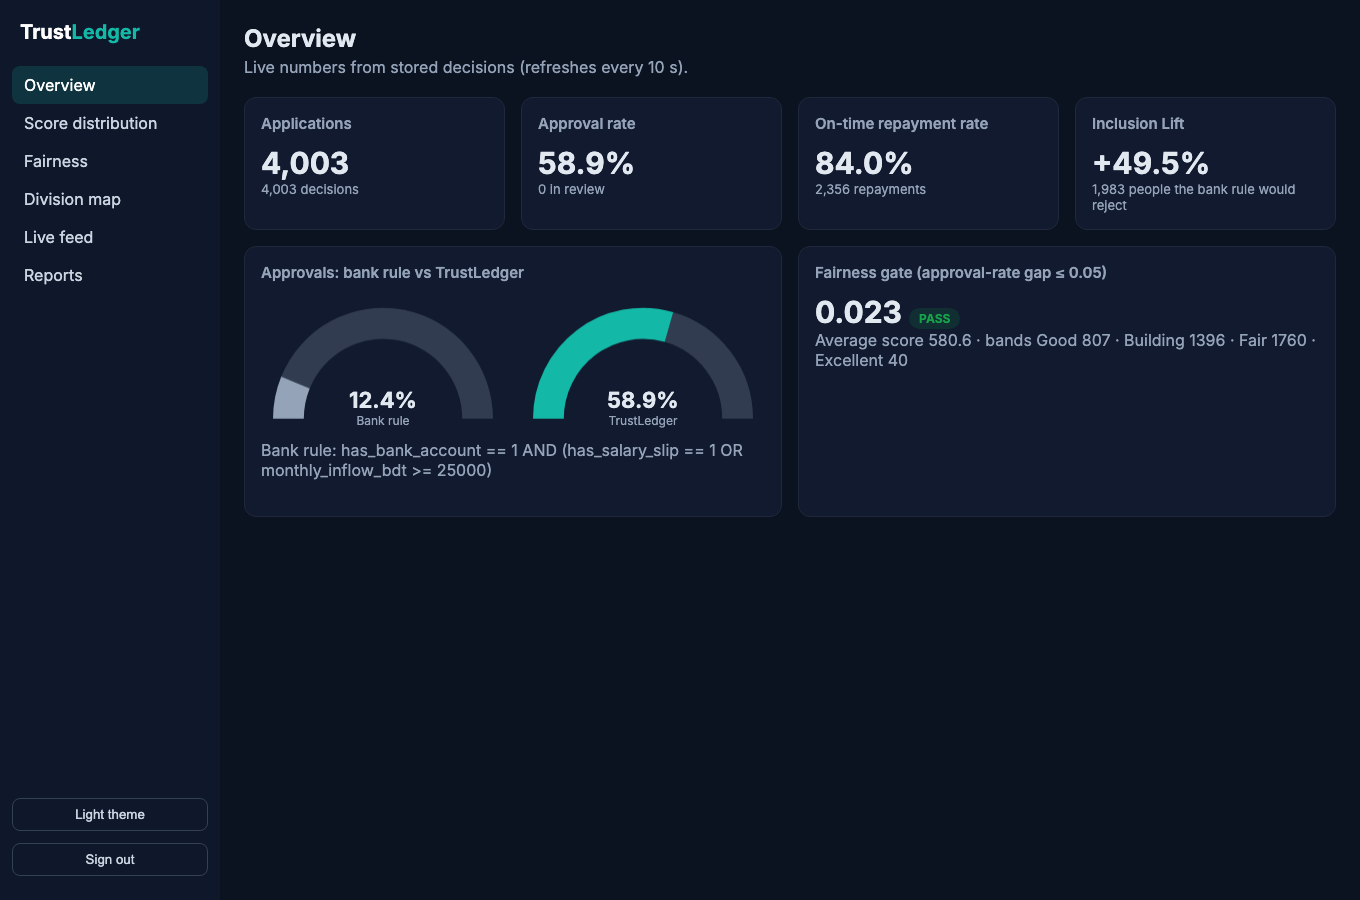 TrustLedger
Overview
Score distribution
Fairness
Division map
Live feed
Reports
Light theme
Sign out
Overview
Live numbers from stored decisions (refreshes every 10 s).
Applications
4,003
4,003 decisions
Approval rate
58.9%
0 in review
On-time repayment rate
84.0%
2,356 repayments
Inclusion Lift
+49.5%
1,983 people the bank rule would
reject
Approvals: bank rule vs TrustLedger
12.4%
Bank rule
58.9%
TrustLedger
Bank rule: has_bank_account == 1 AND (has_salary_slip == 1 OR
monthly_inflow_bdt >= 25000)
Fairness gate (approval-rate gap ≤ 0.05)
0.023 PASS
Average score 580.6 · bands Good 807 · Building 1396 · Fair 1760 ·
Excellent 40